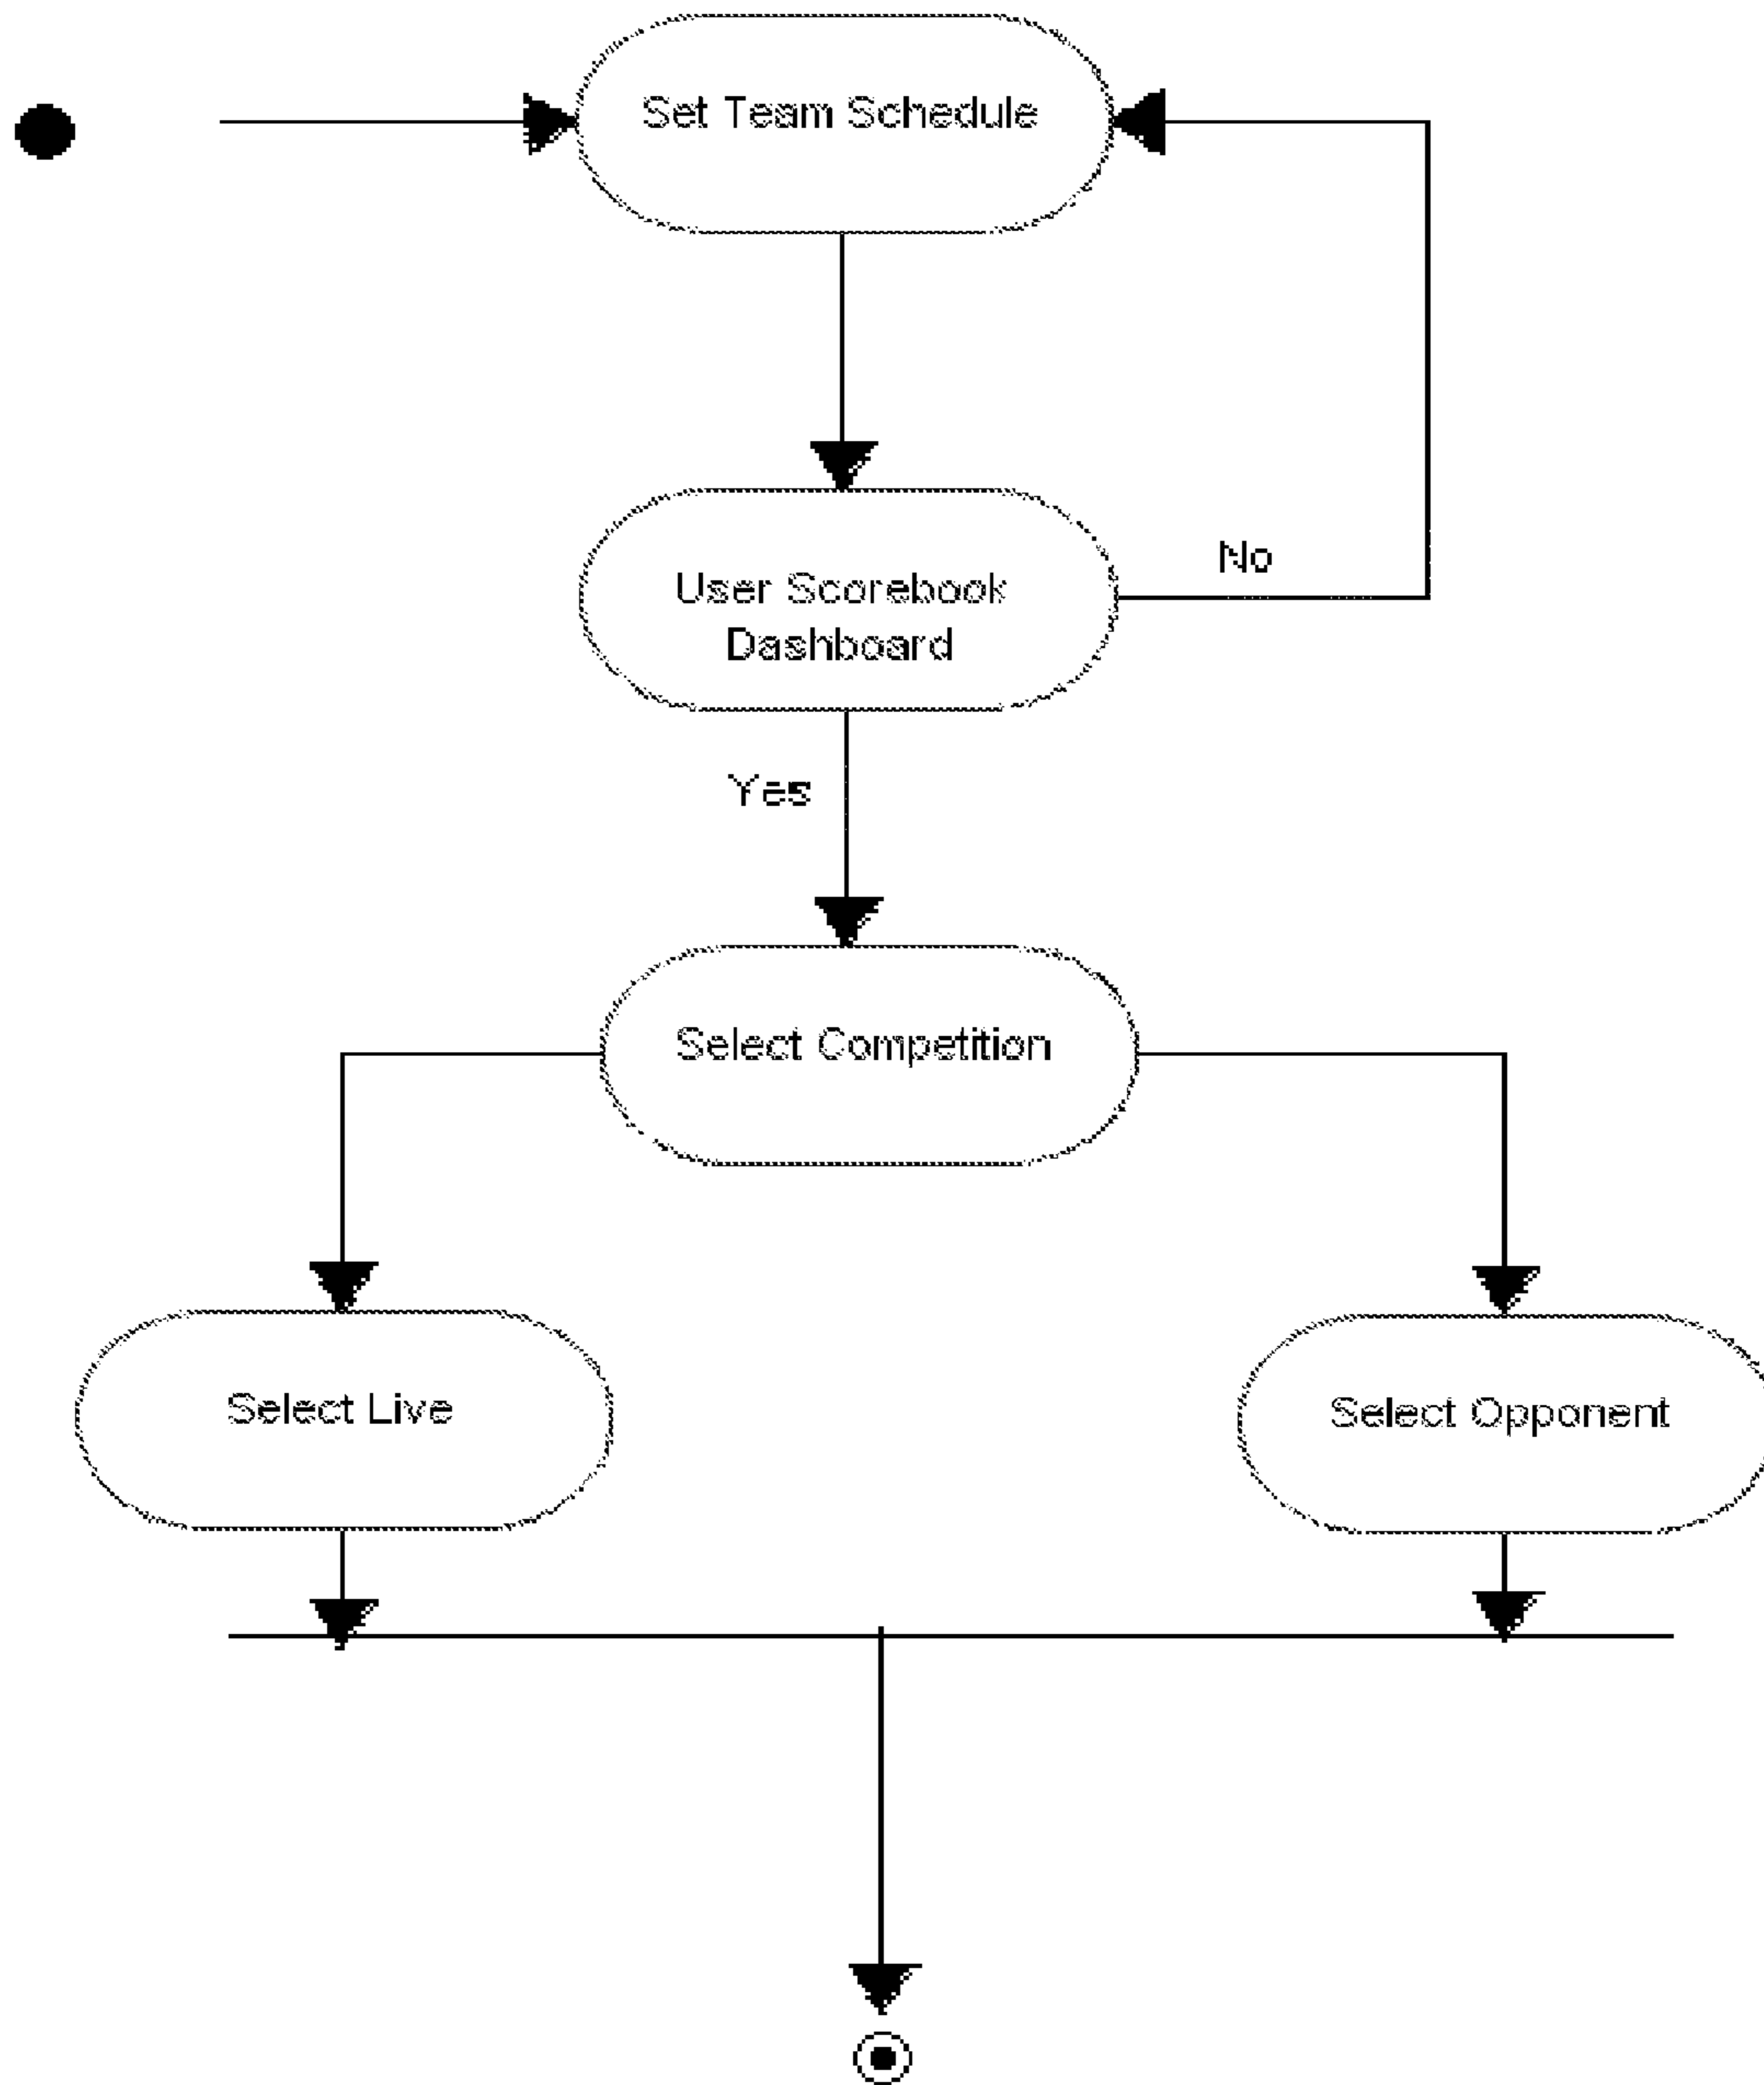 Set Team Schedule
User Scorebook
Dashboard
No
Yes
Select Competition
Select Live
Select Opponent